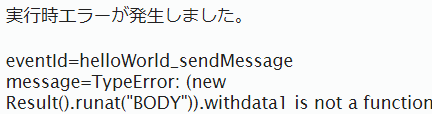 実行時エラーが発生しました。
eventId=helloWorld_sendMessage
message=TypeError: (new
Result().runat("BODY")).withdata1 is not a function